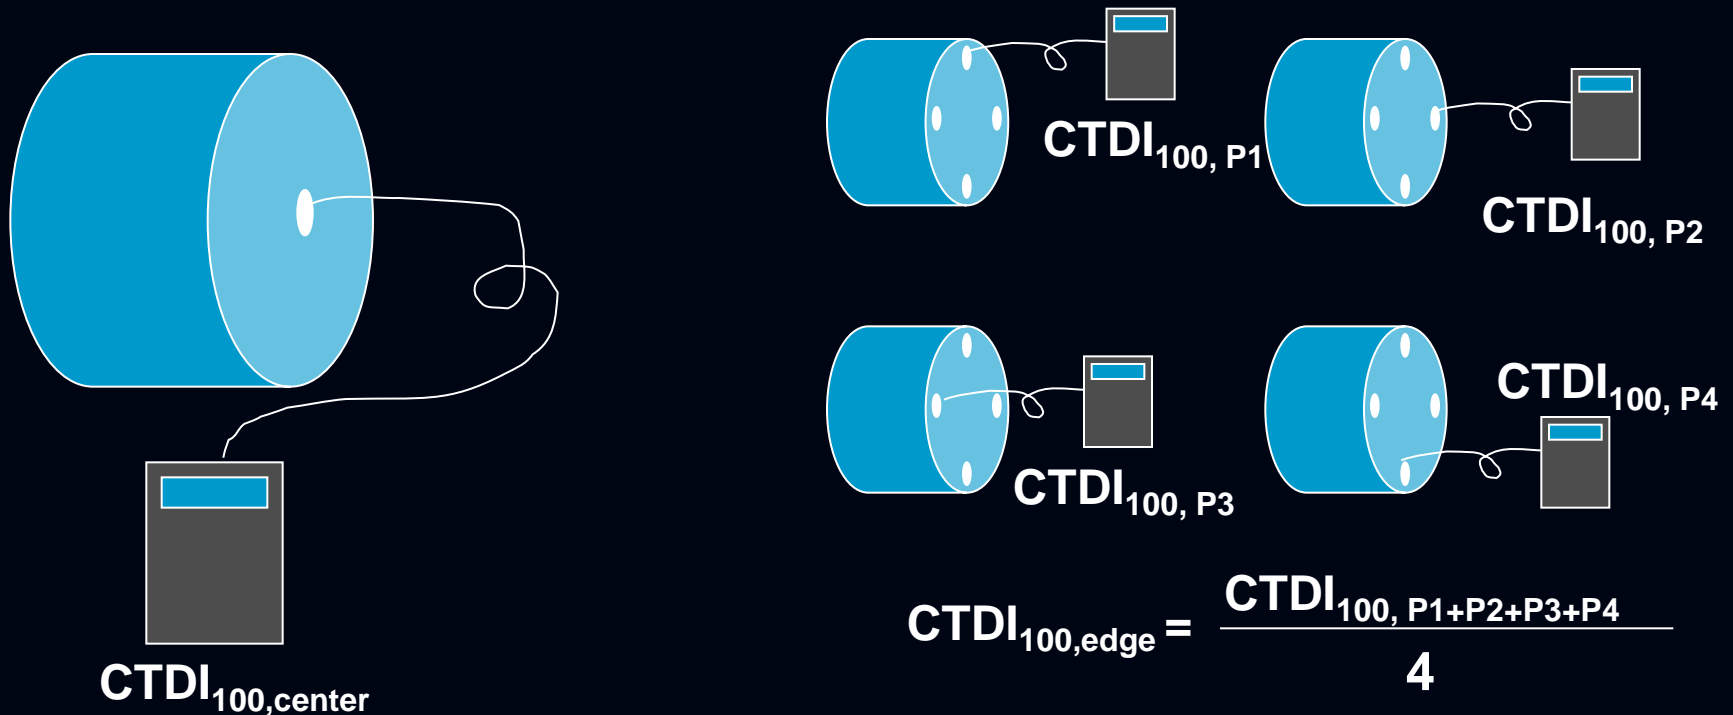 CTDI100,center
CTDI100, P1
CTDI100, P2
CTDI100, P3
CTDI100, P4
CTDI100,edge = CTDI100, P1+P2+P3+P4
4